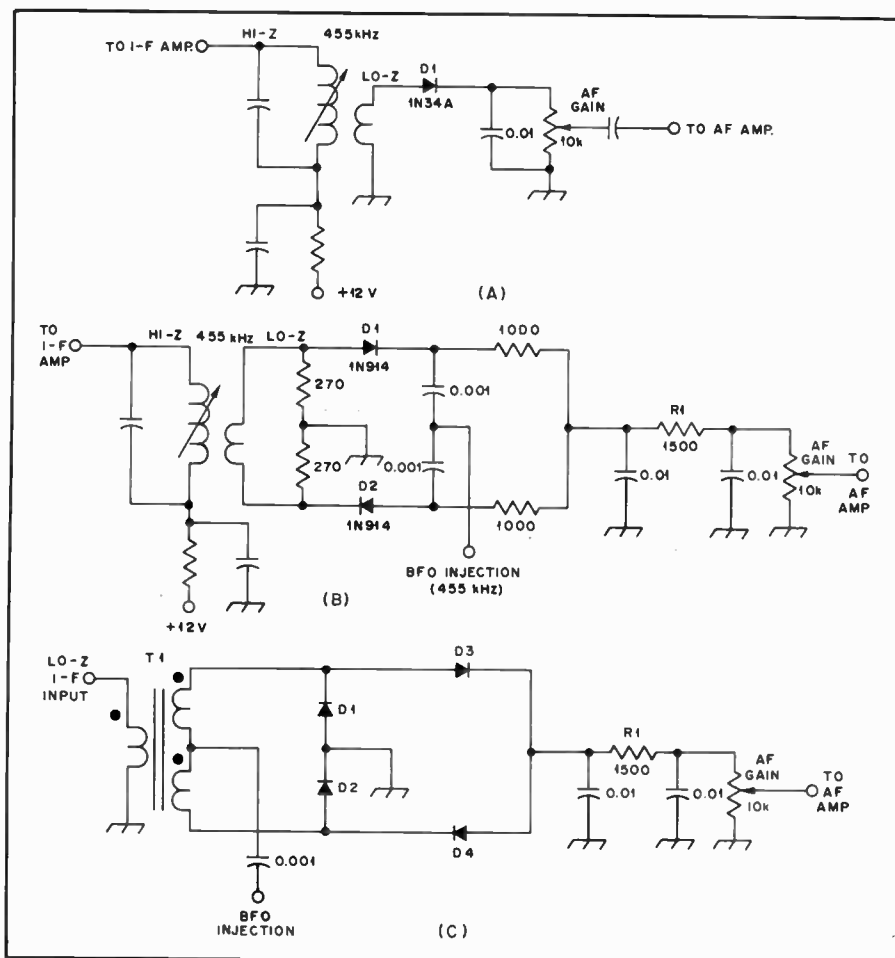 HI-Z
455kHz
TO I-F AMP.
LO-Z
D1
1N34A
AF
GAIN
0.01
10k
TO AF AMP.
+12 V
(A)
TO
I-F
AMP
HI-Z
455 kHz
LO-Z
D1
1N914
1000
270
0.001
R1
1500
270
0.001
0.01
0.01
AF
GAIN
10k
TO
AF
AMP
D2
1N914
1000
BFO INJECTION
(455 kHz)
+12V
(B)
LO-Z
I-F
INPUT
T1
D3
D1
D2
R1
1500
0.01
0.01
AF
GAIN
10k
TO
AF
AMP
D4
0.001
BFO
INJECTION
(C)